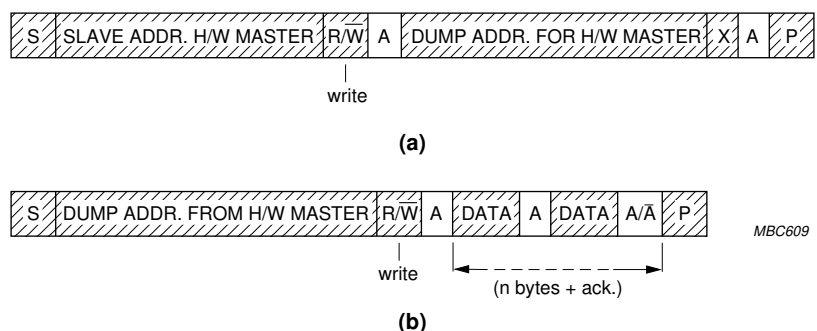 S SLAVE ADDR. H/W MASTER R/W̅ A DUMP ADDR. FOR H/W MASTER X A P
write
(a)
S DUMP ADDR. FROM H/W MASTER R/W̅ A DATA A DATA A/A̅ P
MBC609
write
(n bytes + ack.)
(b)